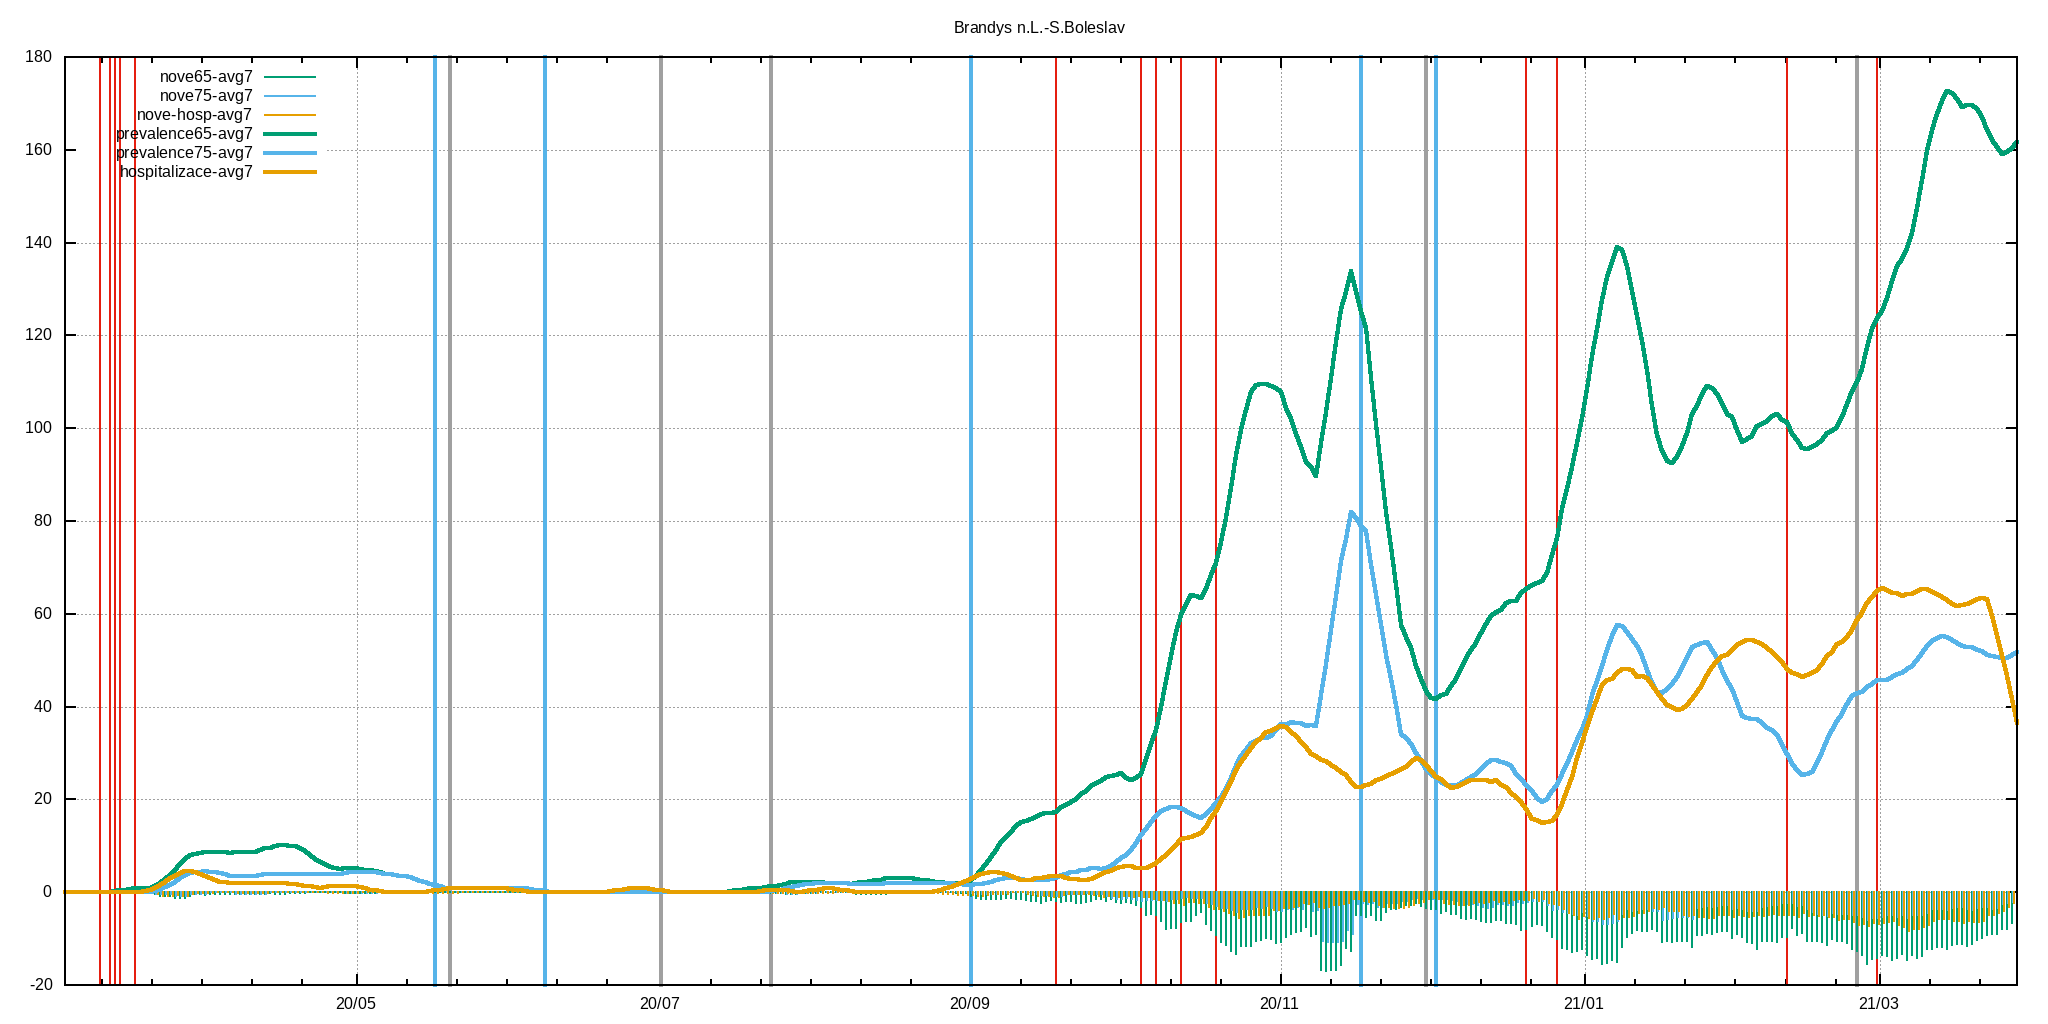 Brandys n.L.-S.Boleslav
nove65-avg7
nove75-avg7
nove-hosp-avg7
prevalence65-avg7
prevalence75-avg7
hospitalizace-avg7
180
160
140
120
100
80
60
40
20
0
-20
20/05 20/07 20/09 20/11 21/01 21/03